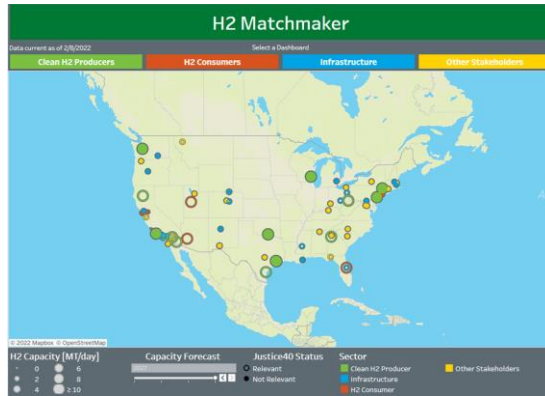 H2 Matchmaker
Data current as of 2/8/2022
Select a Dashboard
Clean H2 Producers
H2 Consumers
Infrastructure
Other Stakeholders
© 2022 Mapbox © OpenStreetMap
H2 Capacity [MT/day]
0 6
2 8
4 ≥10
Capacity Forecast
Justice40 Status
Relevant
Not Relevant
Sector
Clean H2 Producer
Infrastructure
H2 Consumer
Other Stakeholders